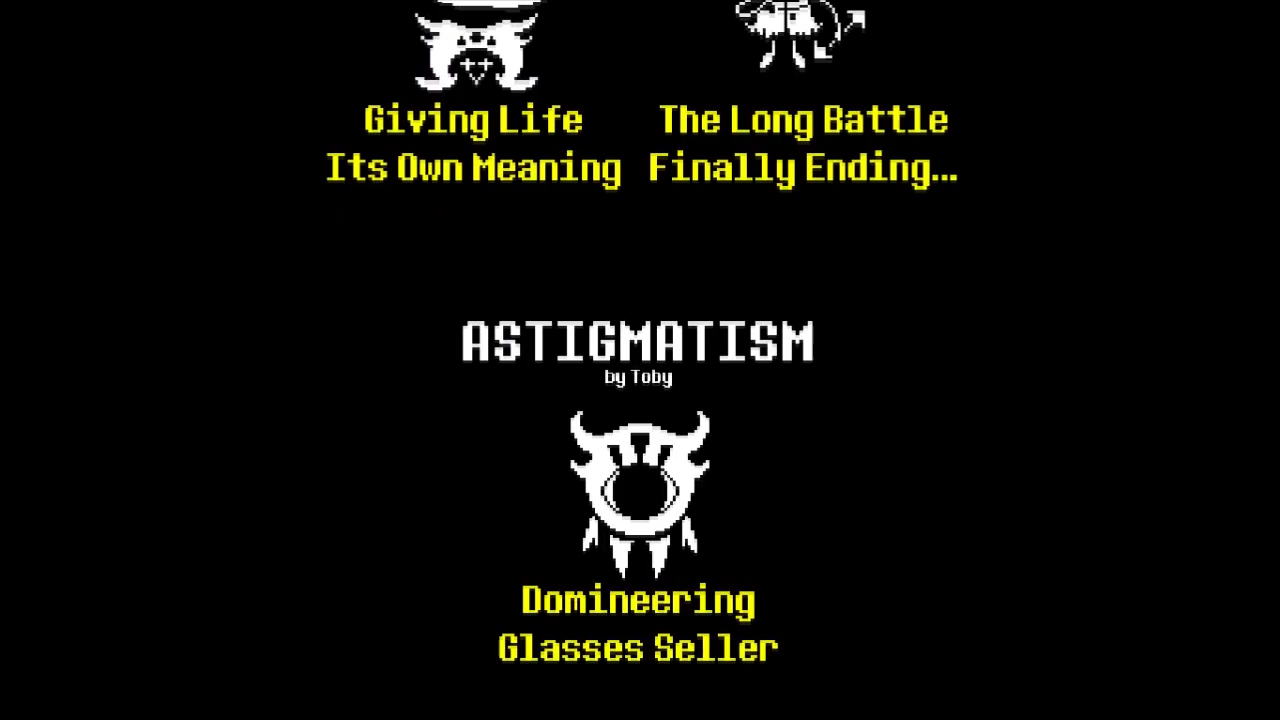 Giving Life The Long Battle
Its Own Meaning Finally Ending...
ASTIGMATISM
by Toby
Domineering
Glasses Seller